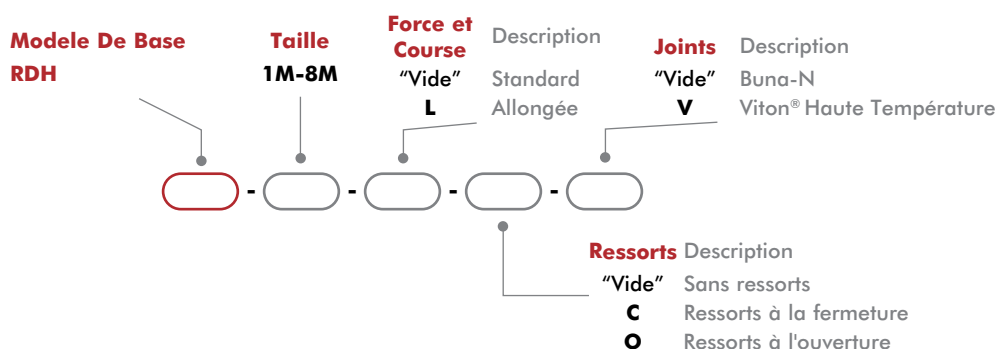 Modele De Base
RDH
Taille
1M-8M
Force et
Course
Description
“Vide” Standard
L Allongée
Joints Description
“Vide” Buna-N
V Viton® Haute Température
- - - -
Ressorts Description
“Vide” Sans ressorts
C Ressorts à la fermeture
O Ressorts à l'ouverture